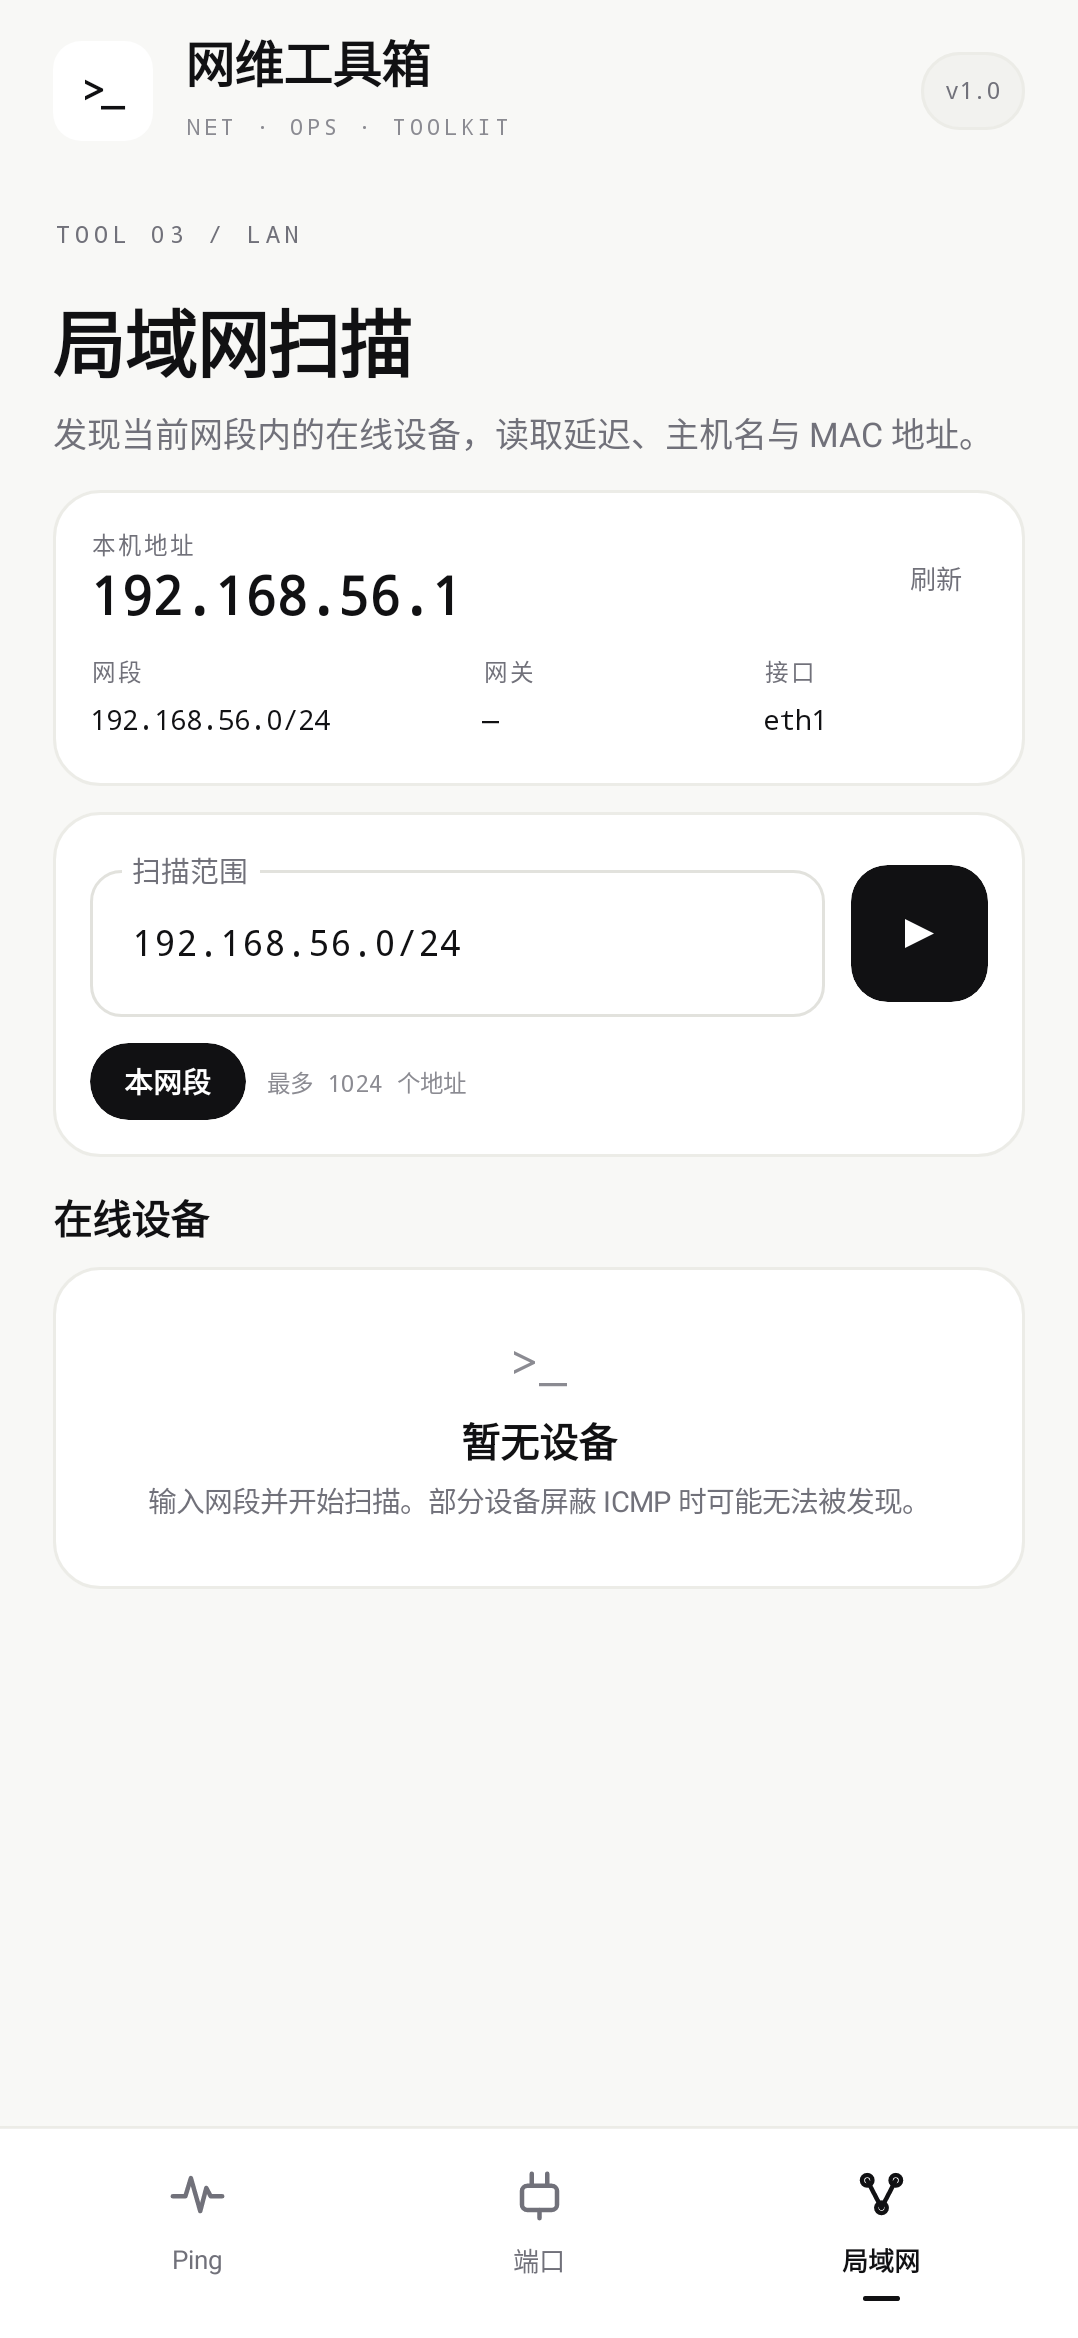 >_
网维工具箱
NET · OPS · TOOLKIT
v1.0
TOOL 03 / LAN
局域网扫描
发现当前网段内的在线设备，读取延迟、主机名与 MAC 地址。
本机地址
192.168.56.1
刷新
网段 网关 接口
192.168.56.0/24 — eth1
扫描范围
192.168.56.0/24
本网段 最多 1024 个地址
在线设备
>_
暂无设备
输入网段并开始扫描。部分设备屏蔽 ICMP 时可能无法被发现。
Ping 端口 局域网